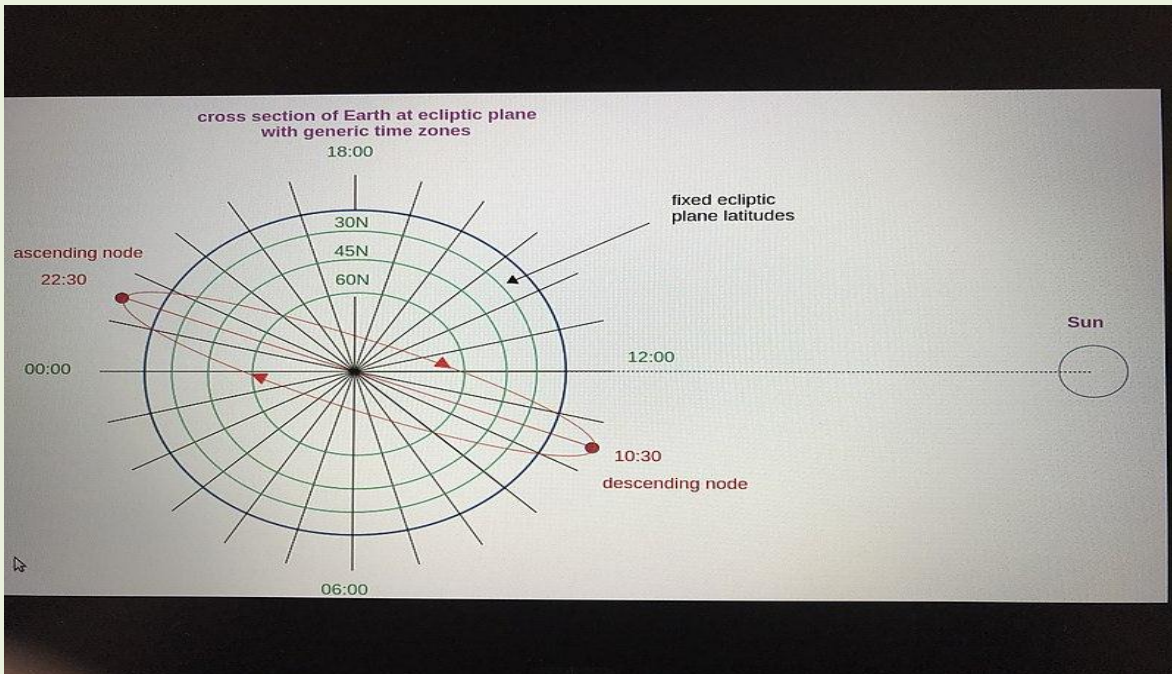 cross section of Earth at ecliptic plane
with generic time zones
18:00
fixed ecliptic
plane latitudes
30N
45N
60N
ascending node
22:30
Sun
00:00
12:00
10:30
descending node
06:00